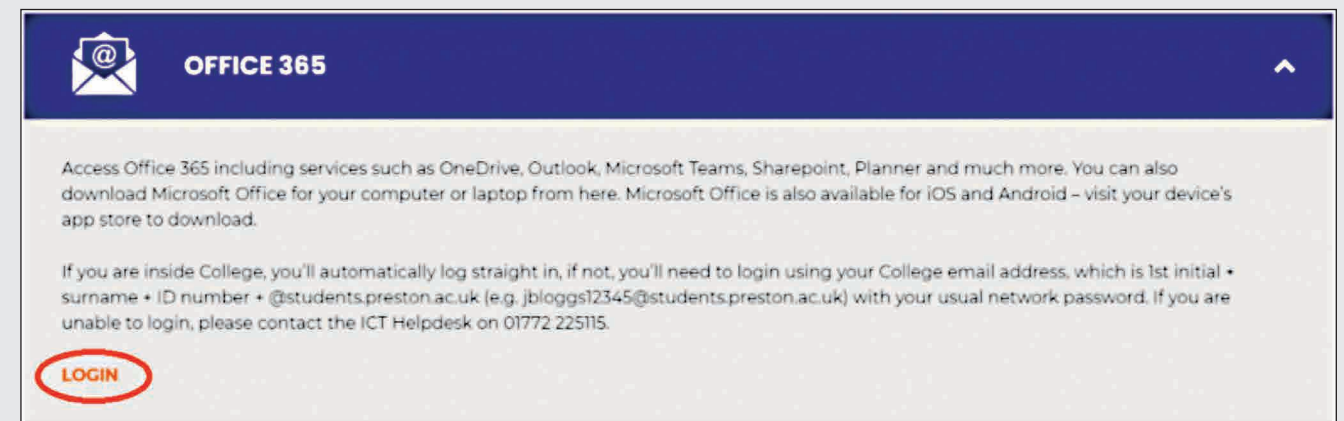 @
OFFICE 365
Access Office 365 including services such as OneDrive, Outlook, Microsoft Teams, Sharepoint, Planner and much more. You can also
download Microsoft Office for your computer or laptop from here. Microsoft Office is also available for iOS and Android – visit your device's
app store to download.
If you are inside College, you'll automatically log straight in, if not, you'll need to login using your College email address, which is 1st initial +
surname + ID number + @students.preston.ac.uk (e.g. jbloggs12345@students.preston.ac.uk) with your usual network password. If you are
unable to login, please contact the ICT Helpdesk on 01772 225115.
LOGIN